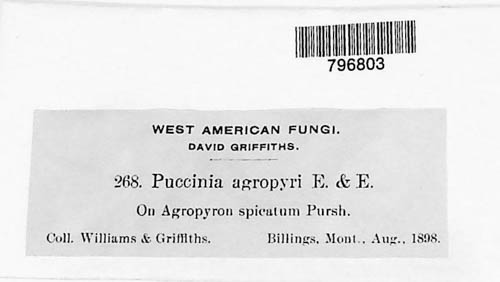 796803
WEST AMERICAN FUNGI.
DAVID GRIFFITHS.
268. Puccinia agropyri E. & E.
On Agropyron spicatum Pursh.
Coll. Williams & Griffiths. Billings, Mont., Aug., 1898.